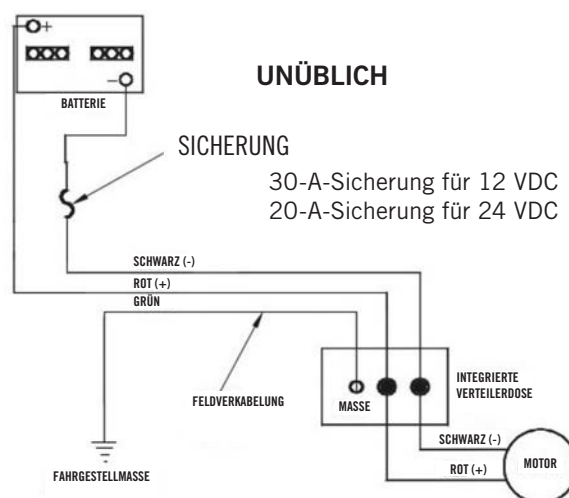 +
-
BATTERIE
UNÜBLICH
SICHERUNG
30-A-Sicherung für 12 VDC
20-A-Sicherung für 24 VDC
SCHWARZ (-)
ROT (+)
GRÜN
FELDVERKABELUNG
MASSE
INTEGRIERTE
VERTEILERDOSE
FAHRGESTELLMASSE
SCHWARZ (-)
ROT (+)
MOTOR